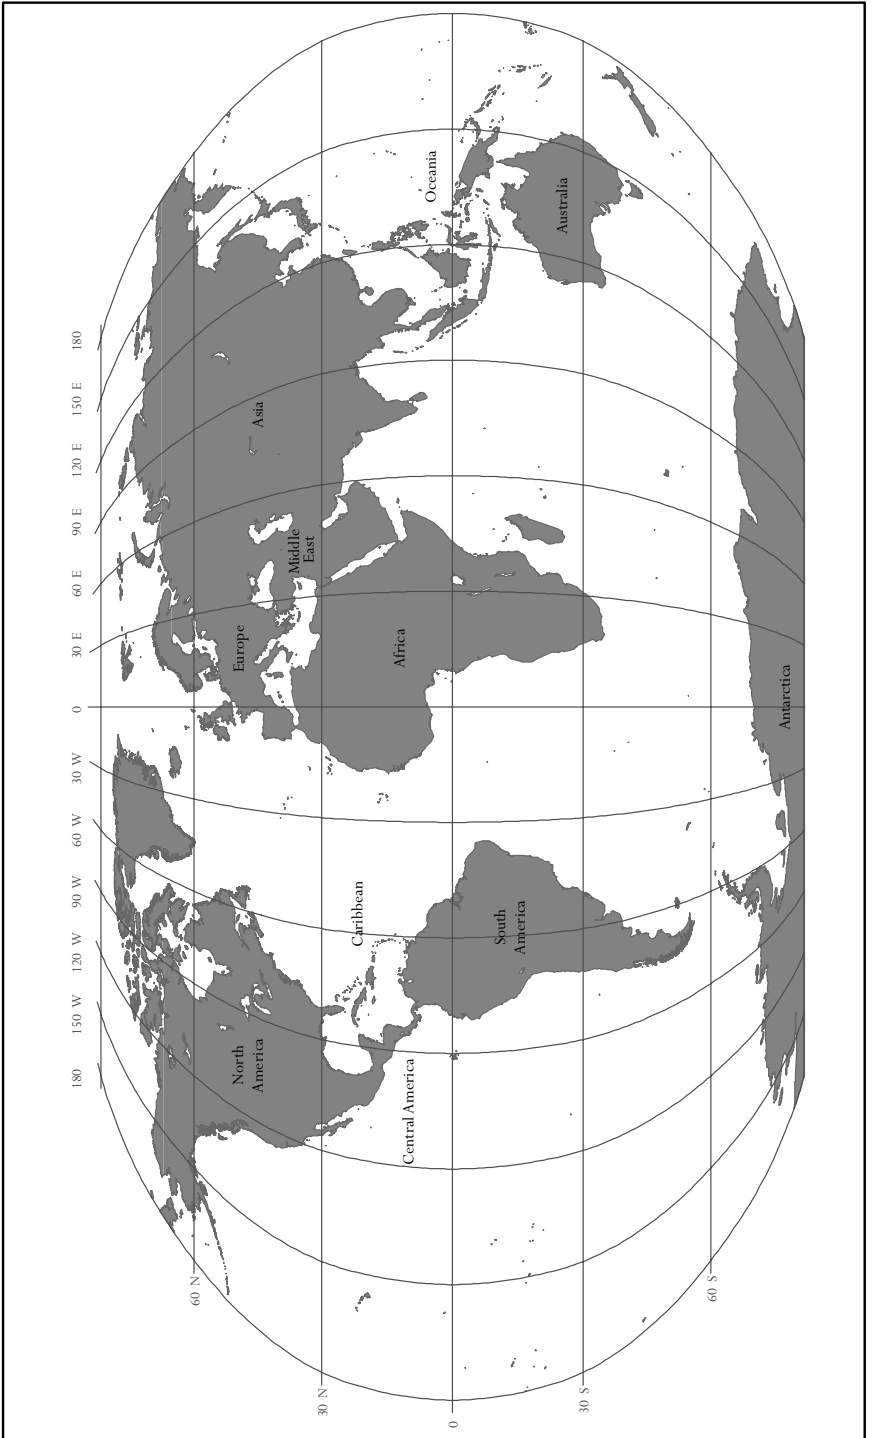 180
150 W
120 W
90 W
60 W
30 W
0
30 E
60 E
90 E
120 E
150 E
180
60 N
30 N
0
30 S
60 S
North
America
Central America
Caribbean
South
America
Europe
Africa
Middle
East
Asia
Oceania
Australia
Antarctica